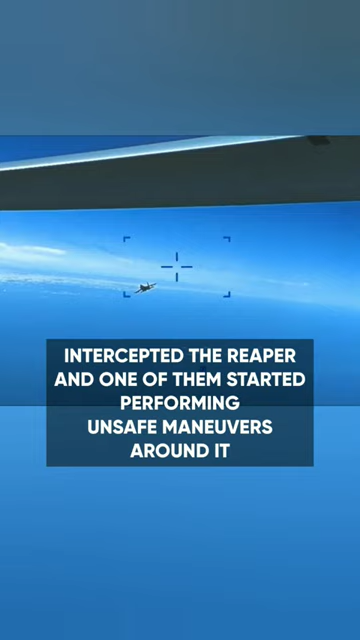 INTERCEPTED THE REAPER
AND ONE OF THEM STARTED
PERFORMING
UNSAFE MANEUVERS
AROUND IT